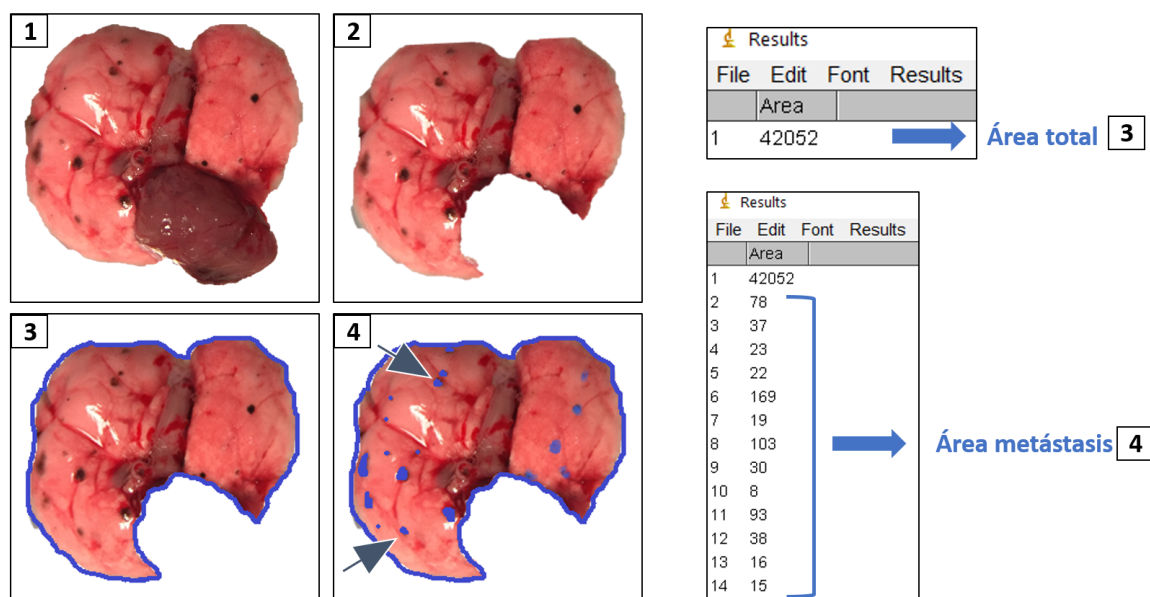 1
2
3
4
Results
File Edit Font Results
Area
1 42052
Área total 3
Results
File Edit Font Results
Area
1 42052
2 78
3 37
4 23
5 22
6 169
7 19
8 103
9 30
10 8
11 93
12 38
13 16
14 15
Área metástasis 4